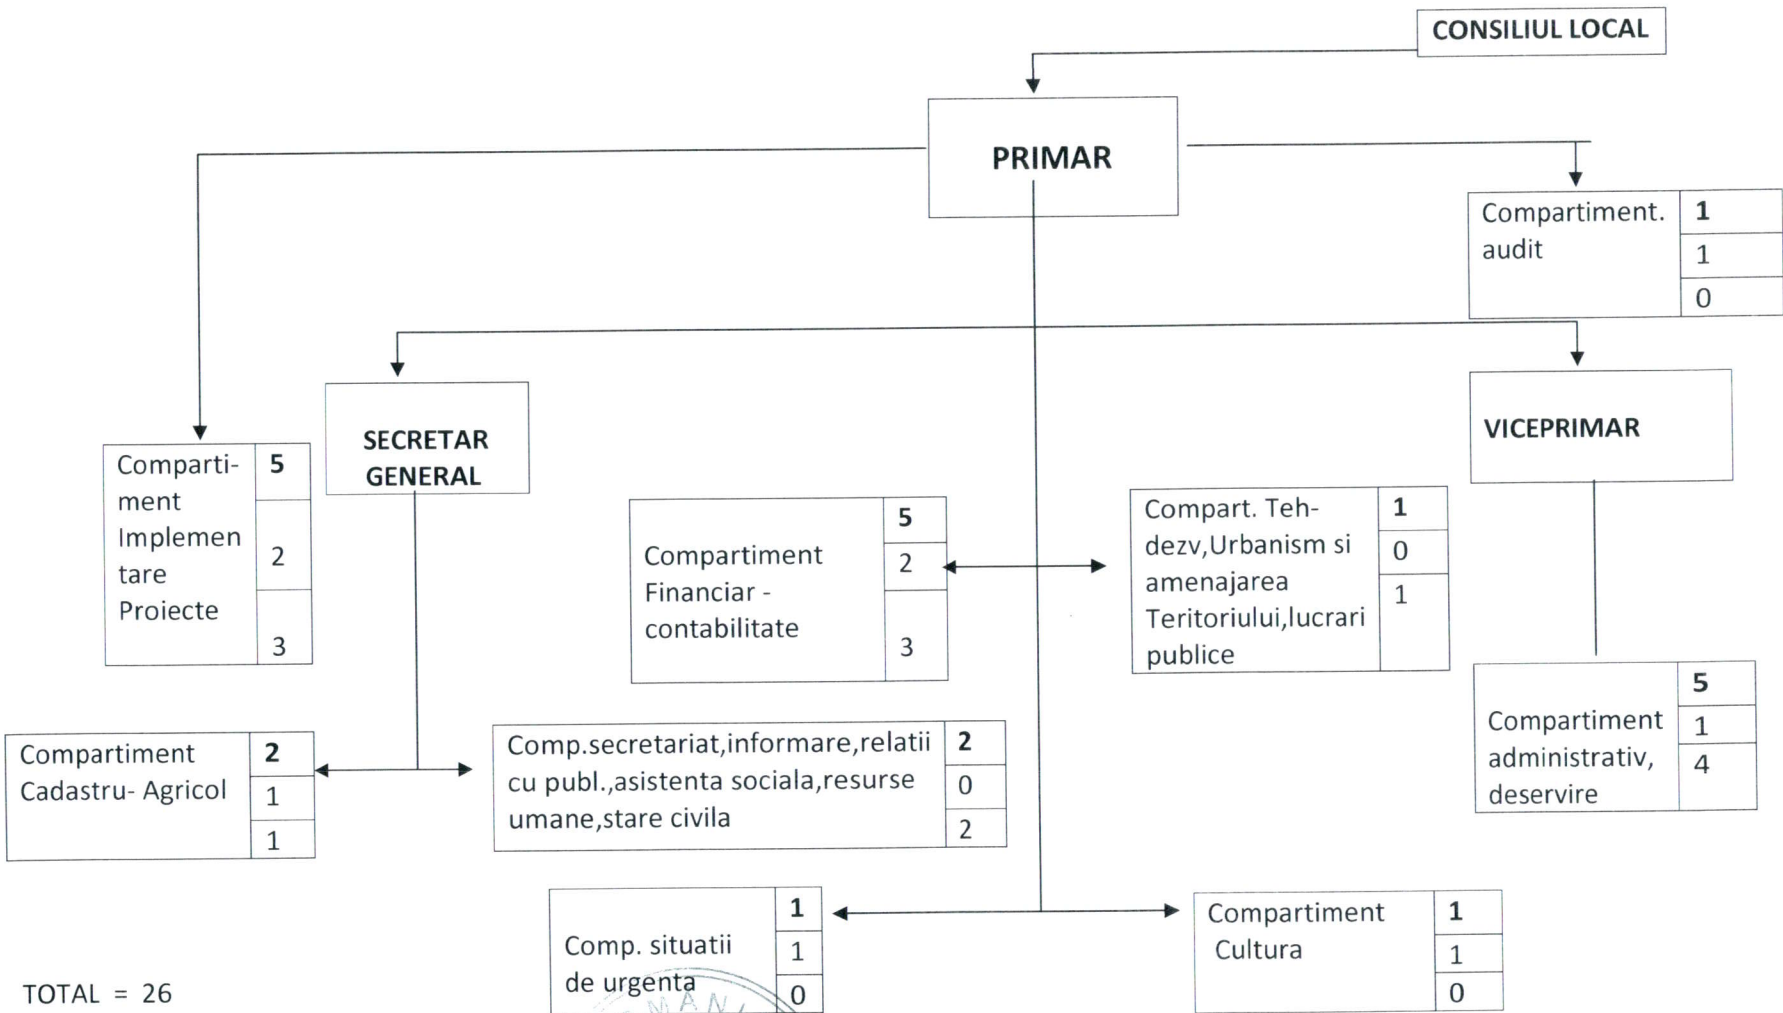 CONSILIUL LOCAL
PRIMAR
Compartiment.
audit
1
1
0
SECRETAR
GENERAL
VICEPRIMAR
Comparti-
ment
Implemen
tare
Proiecte
5
2
3
Compartiment
Financiar -
contabilitate
5
2
3
Compart. Teh-
dezv,Urbanism si
amenajarea
Teritoriului,lucrari
publice
1
0
1
Compartiment
administrativ,
deservire
5
1
4
Compartiment
Cadastru- Agricol
2
1
1
Comp.secretariat,informare,relatii
cu publ.,asistenta sociala,resurse
umane,stare civila
2
0
2
Comp. situatii
de urgenta
1
1
0
Compartiment
Cultura
1
1
0
TOTAL = 26